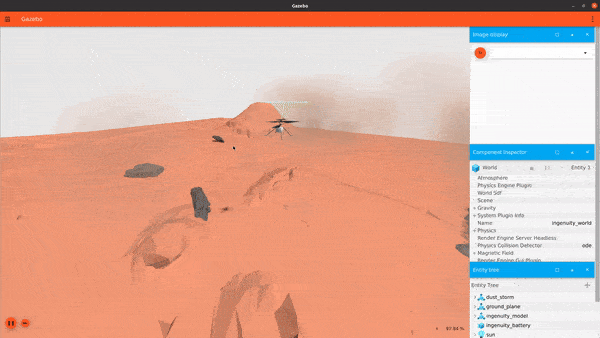 Gazebo
Gazebo
Image Display
Component Inspector
World
Entity 1
Atmosphere
Physics Engine Plugin
World Sdf
Scene
Gravity
System Plugin Info
Name
ingenuity_world
Physics
Render Engine Server Headless
Physics Collision Detector
ode
Magnetic Field
Render Engine Gui Plugin
Entity Tree
Entity Tree
dust_storm
ground_plane
ingenuity_model
ingenuity_battery
sun